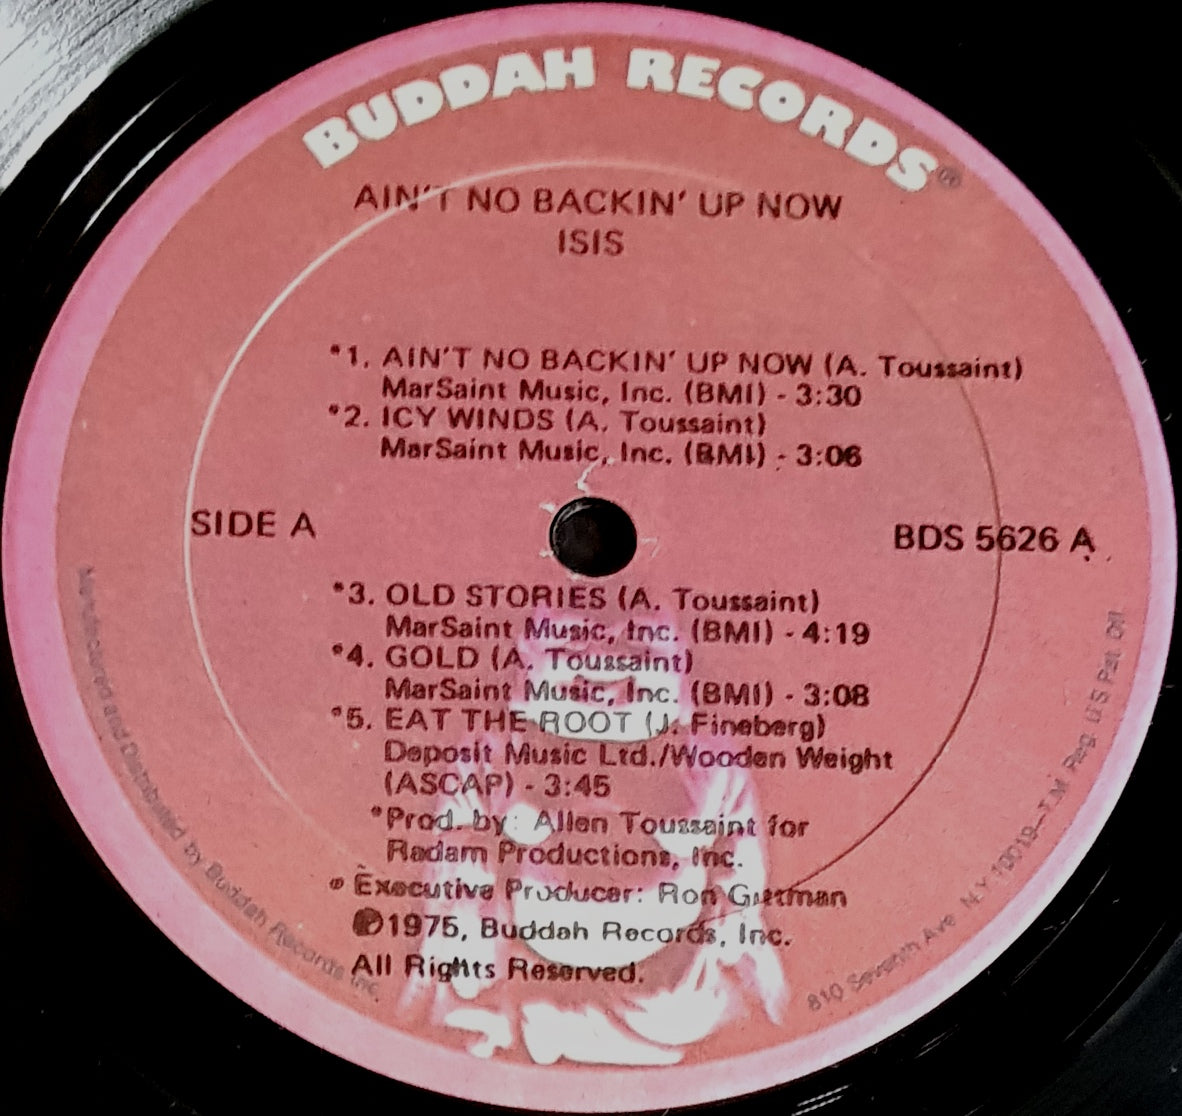 BUDDAH RECORDS®
AIN'T NO BACKIN' UP NOW
ISIS
*1. AIN'T NO BACKIN' UP NOW (A. Toussaint)
MarSaint Music, Inc. (BMI) - 3:30
*2. ICY WINDS (A. Toussaint)
MarSaint Music, Inc. (BMI) - 3:06
SIDE A
BDS 5626 A
*3. OLD STORIES (A. Toussaint)
MarSaint Music, Inc. (BMI) - 4:19
*4. GOLD (A. Toussaint)
MarSaint Music, Inc. (BMI) - 3:08
*5. EAT THE ROOT (J. Fineberg)
Deposit Music Ltd./Wooden Weight
(ASCAP) - 3:45
*Prod. by: Allen Toussaint for
Radam Productions, Inc.
Executive Producer: Ron Gittman
℗1975, Buddah Records, Inc.
All Rights Reserved.
Manufactured and Distributed by Buddah Records Inc.
810 Seventh Ave N.Y. 10019—T.M Reg. U S Pat Off